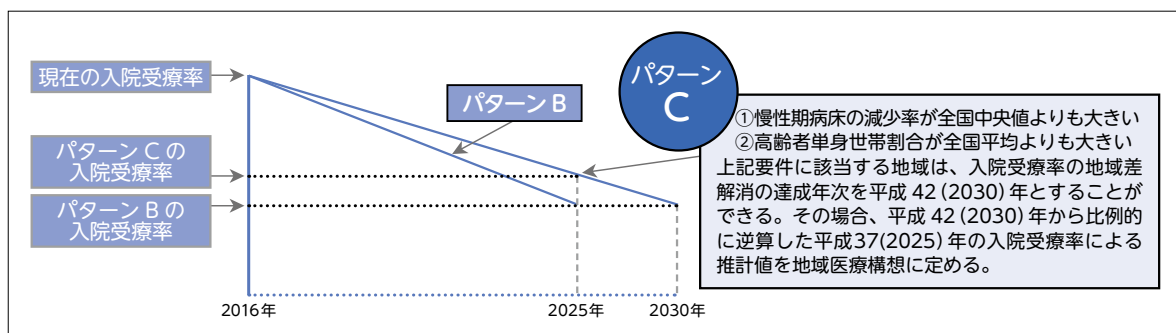 現在の入院受療率
パターン B
パターン
C
パターン C の
入院受療率
パターン B の
入院受療率
①慢性期病床の減少率が全国中央値よりも大きい
②高齢者単身世帯割合が全国平均よりも大きい
上記要件に該当する地域は、入院受療率の地域差
解消の達成年次を平成 42(2030) 年とすることが
できる。その場合、平成 42(2030) 年から比例的
に逆算した平成37(2025) 年の入院受療率による
推計値を地域医療構想に定める。
2016年
2025年
2030年